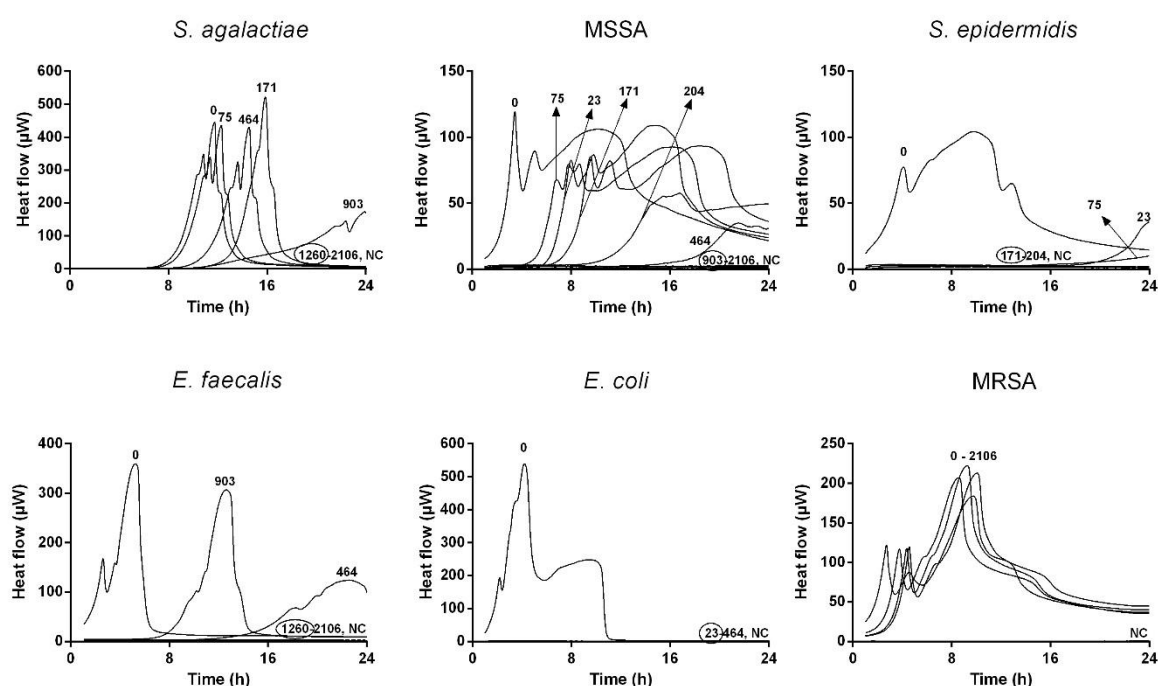 S. agalactiae
Heat flow (µW)
600
500
400
300
200
100
0
0
75
464
171
903
1260-2106, NC
0 8 12 16 24
Time (h)
MSSA
Heat flow (µW)
150
100
50
0
0
75
23
171
204
464
903-2106, NC
0 8 16 24
Time (h)
S. epidermidis
Heat flow (µW)
150
100
50
0
0
75
23
171-204, NC
0 8 16 24
Time (h)
E. faecalis
Heat flow (µW)
400
300
200
100
0
0
903
464
1260-2106, NC
0 8 16 24
Time (h)
E. coli
Heat flow (µW)
600
500
400
300
200
100
0
0
23-464, NC
0 8 16 24
Time (h)
MRSA
Heat flow (µW)
250
200
150
100
50
0
0 - 2106
NC
0 8 16 24
Time (h)